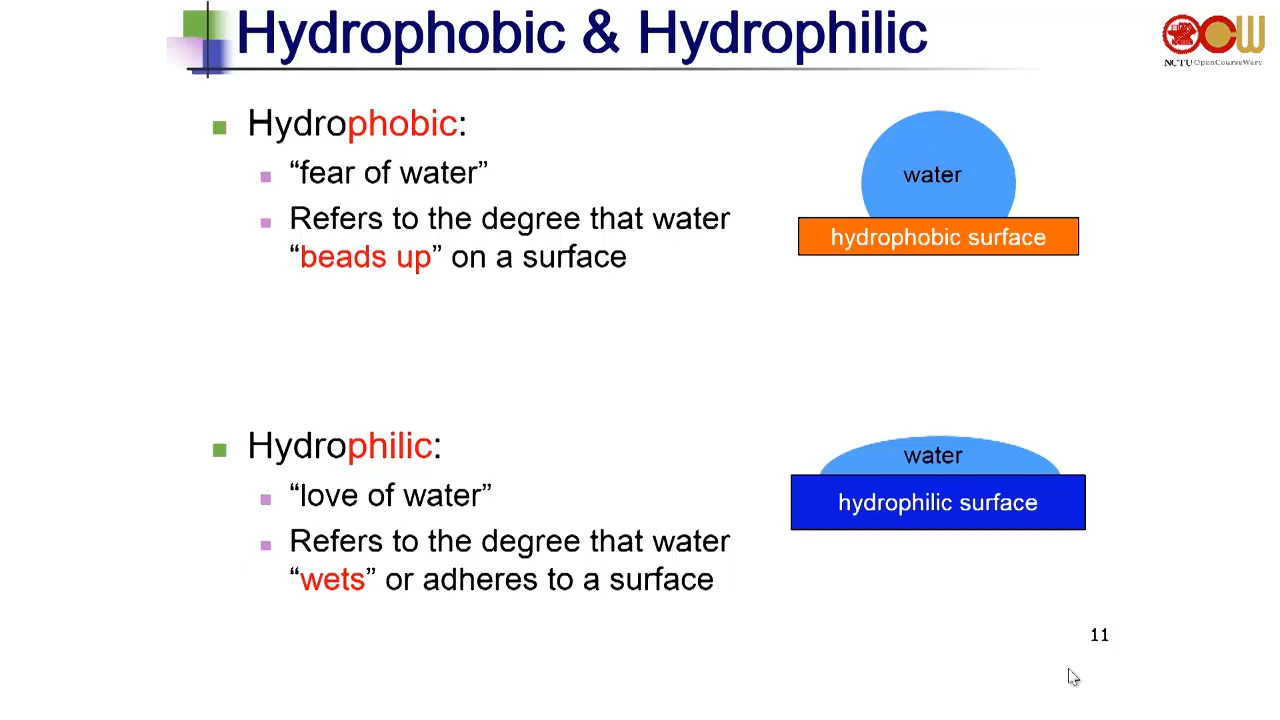 Hydrophobic & Hydrophilic
OCW
NCTU OpenCourseWare
Hydrophobic:
“fear of water”
Refers to the degree that water
“beads up” on a surface
water
hydrophobic surface
Hydrophilic:
“love of water”
Refers to the degree that water
“wets” or adheres to a surface
water
hydrophilic surface
11